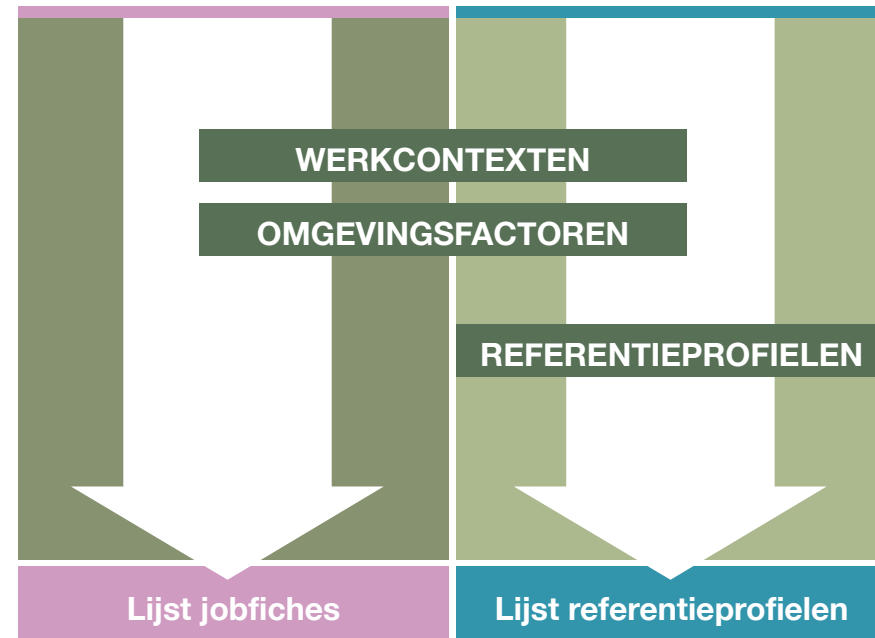 WERKCONTEXTEN
OMGEVINGSFACTOREN
REFERENTIEPROFIELEN
Lijst jobfiches
Lijst referentieprofielen